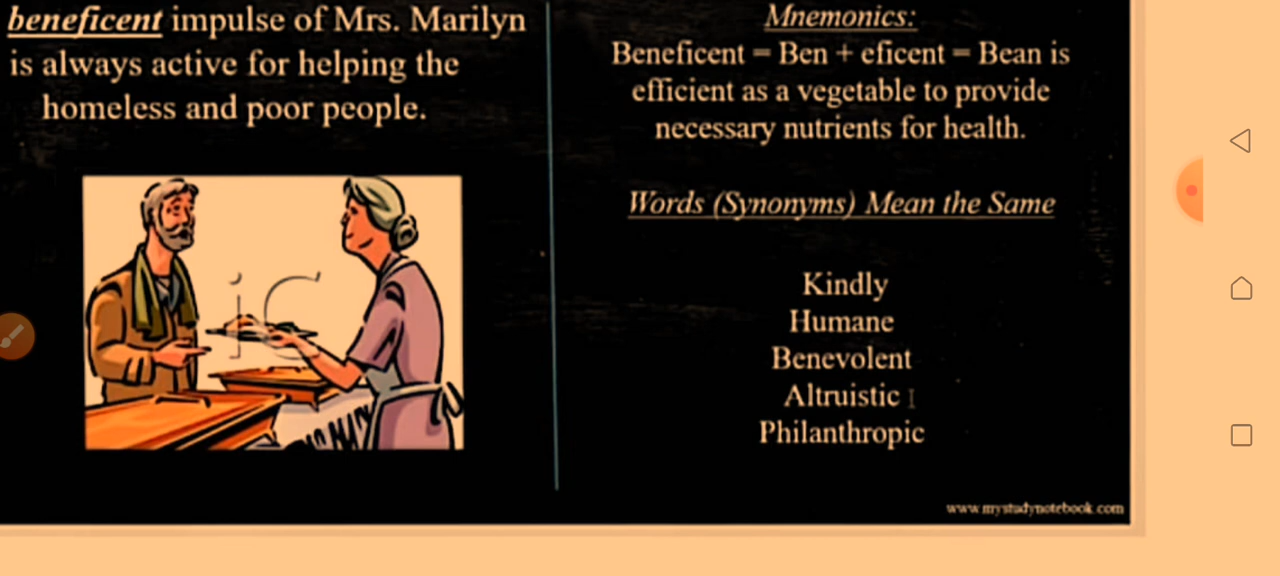 beneficent impulse of Mrs. Marilyn
is always active for helping the
homeless and poor people.
Mnemonics:
Beneficent = Ben + eficent = Bean is
efficient as a vegetable to provide
necessary nutrients for health.
Words (Synonyms) Mean the Same
Kindly
Humane
Benevolent
Altruistic
Philanthropic
www.mystudynotebook.com